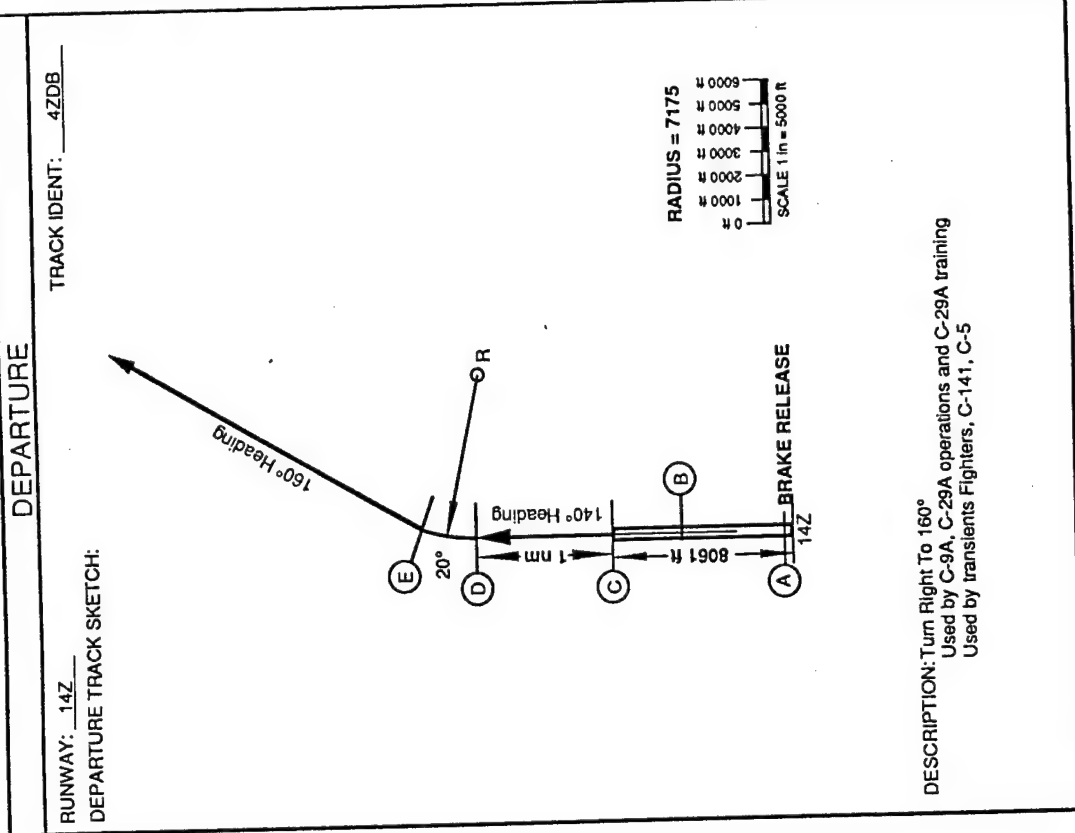 DEPARTURE
RUNWAY: 14Z
TRACK IDENT: 4ZDB
DEPARTURE TRACK SKETCH:
160° Heading
E
20°
D
R
140° Heading
1 nm
C
B
8061 ft
A
BRAKE RELEASE
14Z
RADIUS = 7175
0 ft
1000 ft
2000 ft
3000 ft
4000 ft
5000 ft
6000 ft
SCALE 1 in = 5000 ft
DESCRIPTION: Turn Right To 160°
Used by C-9A, C-29A operations and C-29A training
Used by transients Fighters, C-141, C-5